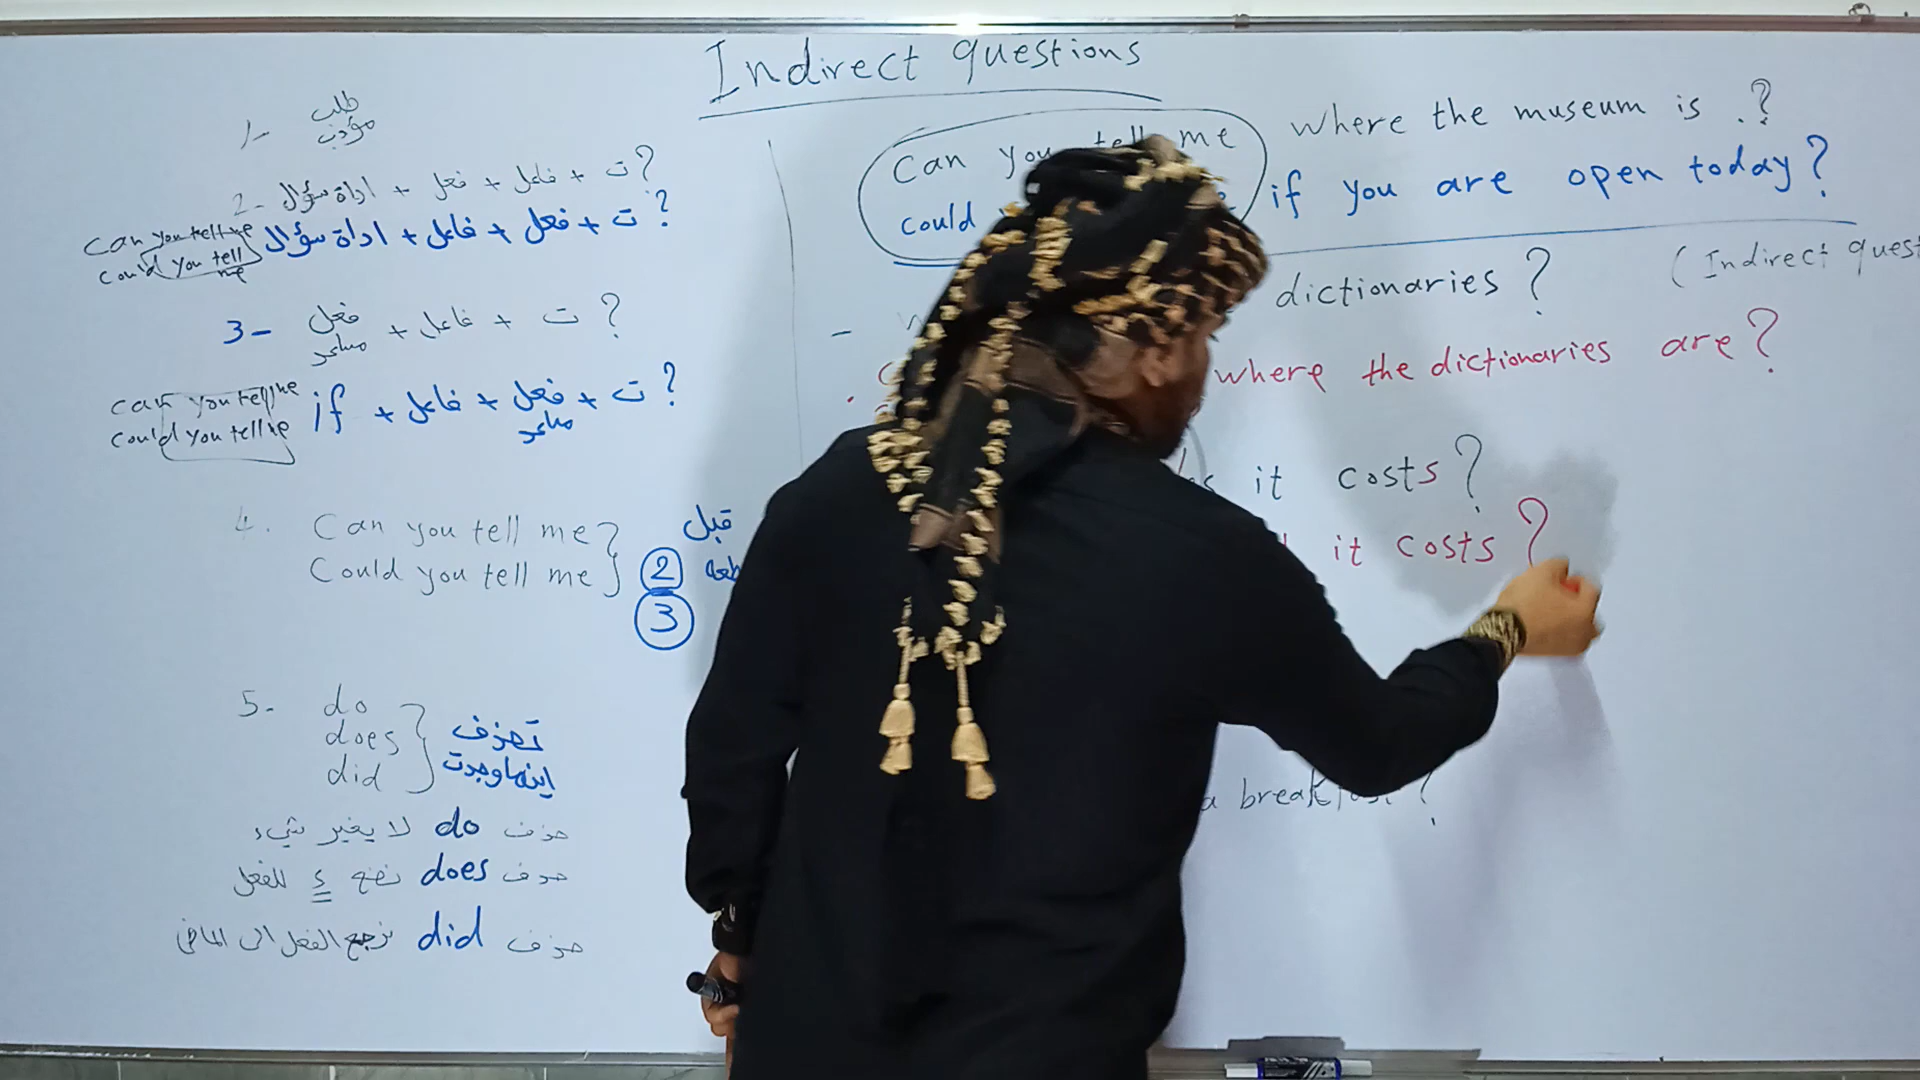 Indirect questions
1- طلب
مؤدب
2- اداة سؤال + فعل + فاعل + ت ?
can you tell me
could you tell me
اداة سؤال + فاعل + فعل + ت ?
3- فعل مساعد + فاعل + ت ?
can you tell me
could you tell me
if + فاعل + فعل مساعد + ت ?
4. Can you tell me
Could you tell me
2
3
قبل
5- do
does
did
تحذف
اينما وجدت
حذف do لا يغير شيء
حذف does نضع s للفعل
حذف did نرجع الفعل الى الماضي
Can you tell me where the museum is .?
could if you are open today ?
dictionaries ? (Indirect quest
where the dictionaries are ?
it costs ?
it costs ?
a breakfast ?